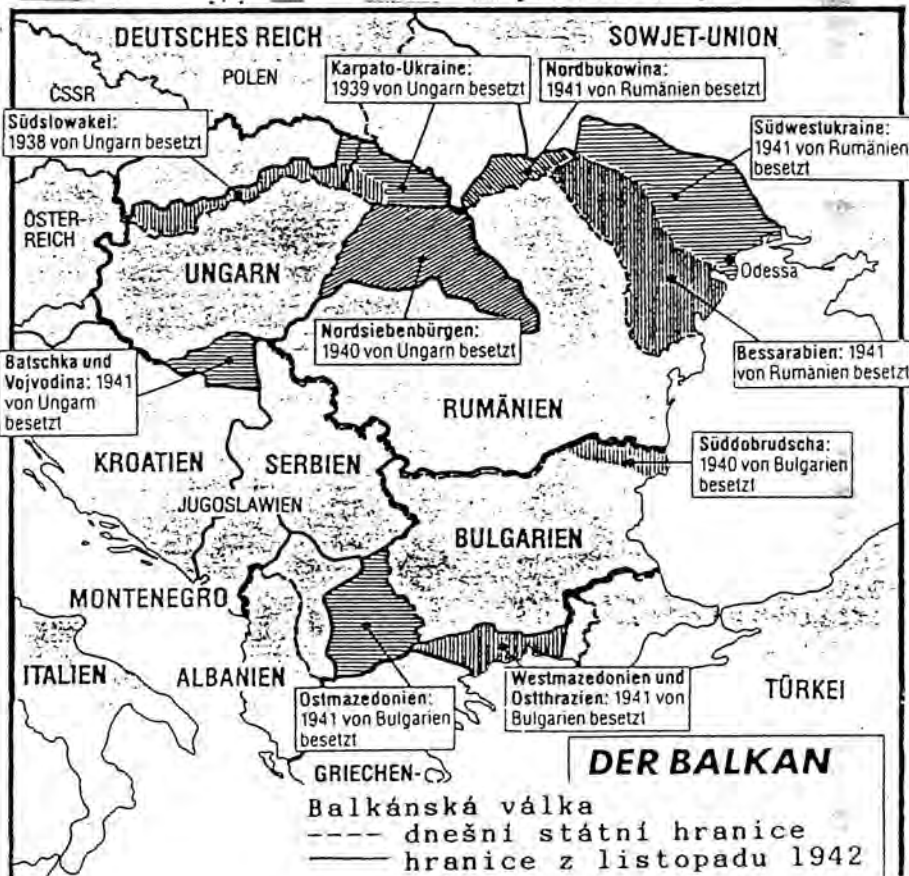 DEUTSCHES REICH
SOWJET-UNION
POLEN
ČSSR
Karpato-Ukraine:
1939 von Ungarn besetzt
Nordbukowina:
1941 von Rumänien besetzt
Südslowakei:
1938 von Ungarn besetzt
Südwestukraine:
1941 von Rumänien
besetzt
ÖSTER-
REICH
UNGARN
Odessa
Nordsiebenbürgen:
1940 von Ungarn besetzt
Batschka und
Vojvodina: 1941
von Ungarn
besetzt
Bessarabien: 1941
von Rumänien besetzt
RUMÄNIEN
KROATIEN
SERBIEN
Süddobrudscha:
1940 von Bulgarien
besetzt
JUGOSLAWIEN
BULGARIEN
MONTENEGRO
ITALIEN
ALBANIEN
Ostmazedonien:
1941 von Bulgarien
besetzt
Westmazedonien und
Ostthrazien: 1941 von
Bulgarien besetzt
TÜRKEI
GRIECHEN-
DER BALKAN
Balkánská válka
---- dnešní státní hranice
—— hranice z listopadu 1942